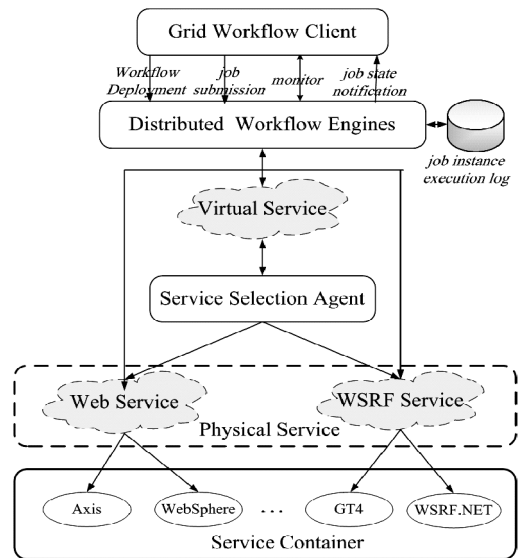 Grid Workflow Client
Workflow
Deployment
job
submission
monitor
job state
notification
Distributed Workflow Engines
job instance
execution log
Virtual Service
Service Selection Agent
Web Service
WSRF Service
Physical Service
Axis
WebSphere
...
GT4
WSRF.NET
Service Container